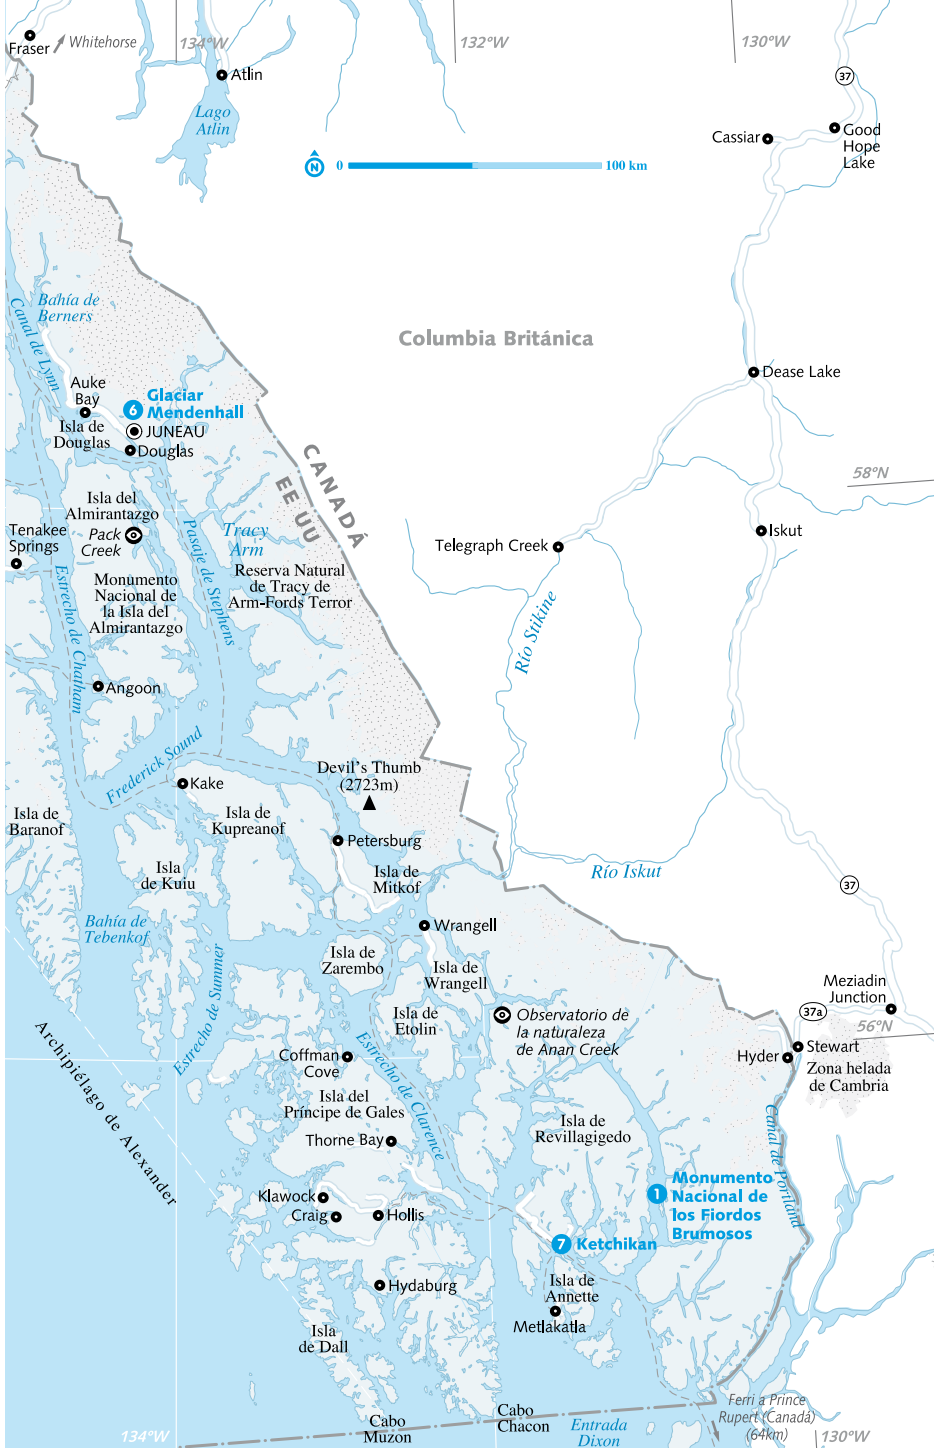 Fraser
Whitehorse
134°W
132°W
130°W
Atlin
37
Lago
Atlin
Cassiar
Good
Hope
Lake
N
0
100 km
Bahía de
Berners
Canal de Lynn
Columbia Británica
Dease Lake
Auke
Bay
6
Glaciar
Mendenhall
Isla de
Douglas
JUNEAU
Douglas
CANADÁ
EE UU
58°N
Isla del
Almirantazgo
Tenakee
Springs
Pack
Creek
Pasaje de Stephens
Tracy
Arm
Telegraph Creek
Iskut
Estrecho de Chatham
Monumento
Nacional de
la Isla del
Almirantazgo
Reserva Natural
de Tracy de
Arm-Fords Terror
Río Stikine
Angoon
Frederick Sound
Devil's Thumb
(2723m)
Kake
Isla de
Baranof
Isla de
Kupreanof
Petersburg
Isla
de Kuiu
Isla de
Mitkof
Río Iskut
37
Bahía de
Tebenkof
Wrangell
Isla de
Zarembo
Isla de
Wrangell
Estrecho de Summer
Meziadin
Junction
Isla de
Etolin
Observatorio de
la naturaleza
de Anan Creek
37a
56°N
Archipiélago de Alexander
Coffman
Cove
Estrecho de Clarence
Hyder
Stewart
Zona helada
de Cambria
Isla del
Príncipe de Gales
Thorne Bay
Isla de
Revillagigedo
Canal de Portland
Klawock
Craig
Hollis
1
Monumento
Nacional de
los Fiordos
Brumosos
7
Ketchikan
Hydaburg
Isla de
Annette
Metlakatla
Isla
de Dall
Cabo
Muzon
Cabo
Chacon
Entrada
Dixon
Ferri a Prince
Rupert (Canadá)
(64km)
134°W
130°W